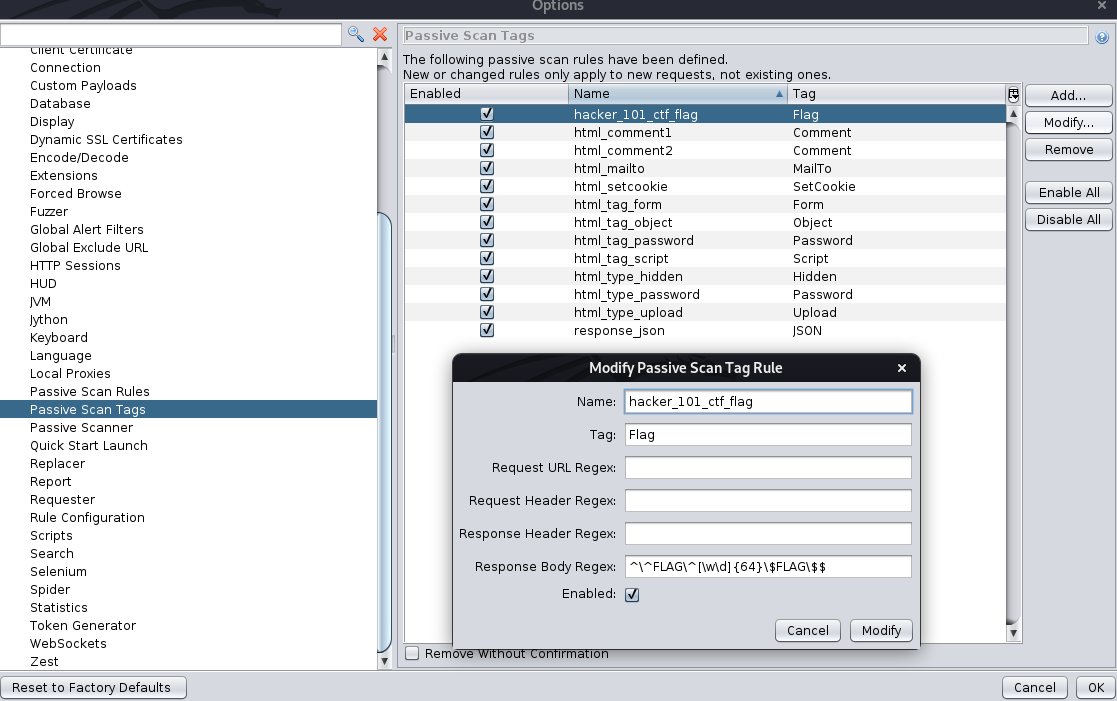 Options
Client Certificate
Connection
Custom Payloads
Database
Display
Dynamic SSL Certificates
Encode/Decode
Extensions
Forced Browse
Fuzzer
Global Alert Filters
Global Exclude URL
HTTP Sessions
HUD
JVM
Jython
Keyboard
Language
Local Proxies
Passive Scan Rules
Passive Scan Tags
Passive Scanner
Quick Start Launch
Replacer
Report
Requester
Rule Configuration
Scripts
Search
Selenium
Spider
Statistics
Token Generator
WebSockets
Zest
Passive Scan Tags
The following passive scan rules have been defined.
New or changed rules only apply to new requests, not existing ones.
Enabled Name Tag
hacker_101_ctf_flag Flag
html_comment1 Comment
html_comment2 Comment
html_mailto MailTo
html_setcookie SetCookie
html_tag_form Form
html_tag_object Object
html_tag_password Password
html_tag_script Script
html_type_hidden Hidden
html_type_password Password
html_type_upload Upload
response_json JSON
Add...
Modify...
Remove
Enable All
Disable All
Modify Passive Scan Tag Rule
Name: hacker_101_ctf_flag
Tag: Flag
Request URL Regex:
Request Header Regex:
Response Header Regex:
Response Body Regex: ^\^FLAG\^[\w\d]{64}\$FLAG\$$
Enabled:
Cancel Modify
Remove Without Confirmation
Reset to Factory Defaults
Cancel OK